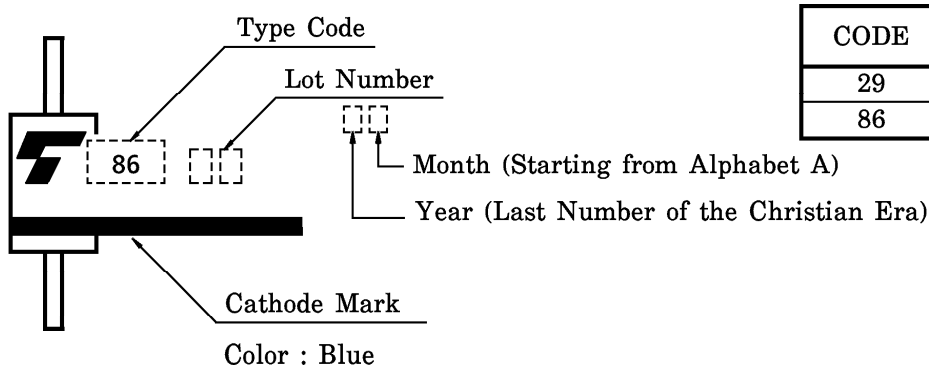 Type Code
Lot Number
86
Month (Starting from Alphabet A)
Year (Last Number of the Christian Era)
Cathode Mark
Color : Blue
CODE
29
86